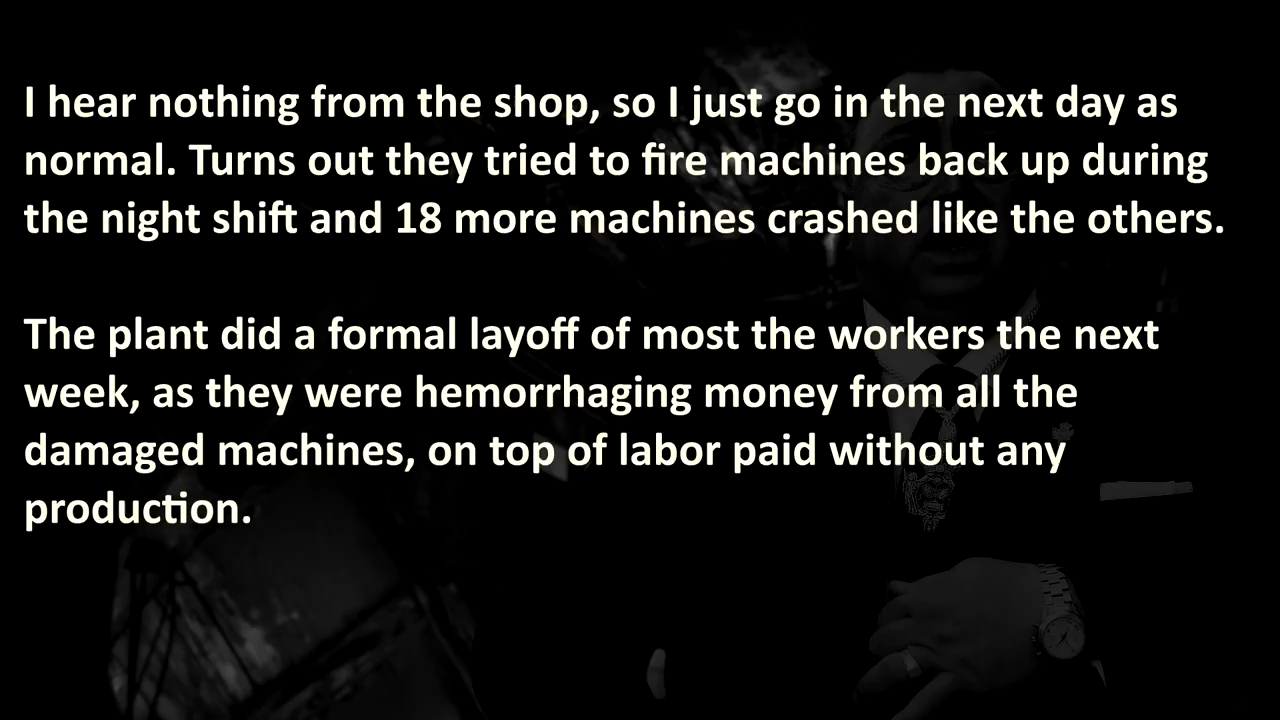 I hear nothing from the shop, so I just go in the next day as
normal. Turns out they tried to fire machines back up during
the night shift and 18 more machines crashed like the others.
The plant did a formal layoff of most the workers the next
week, as they were hemorrhaging money from all the
damaged machines, on top of labor paid without any
production.